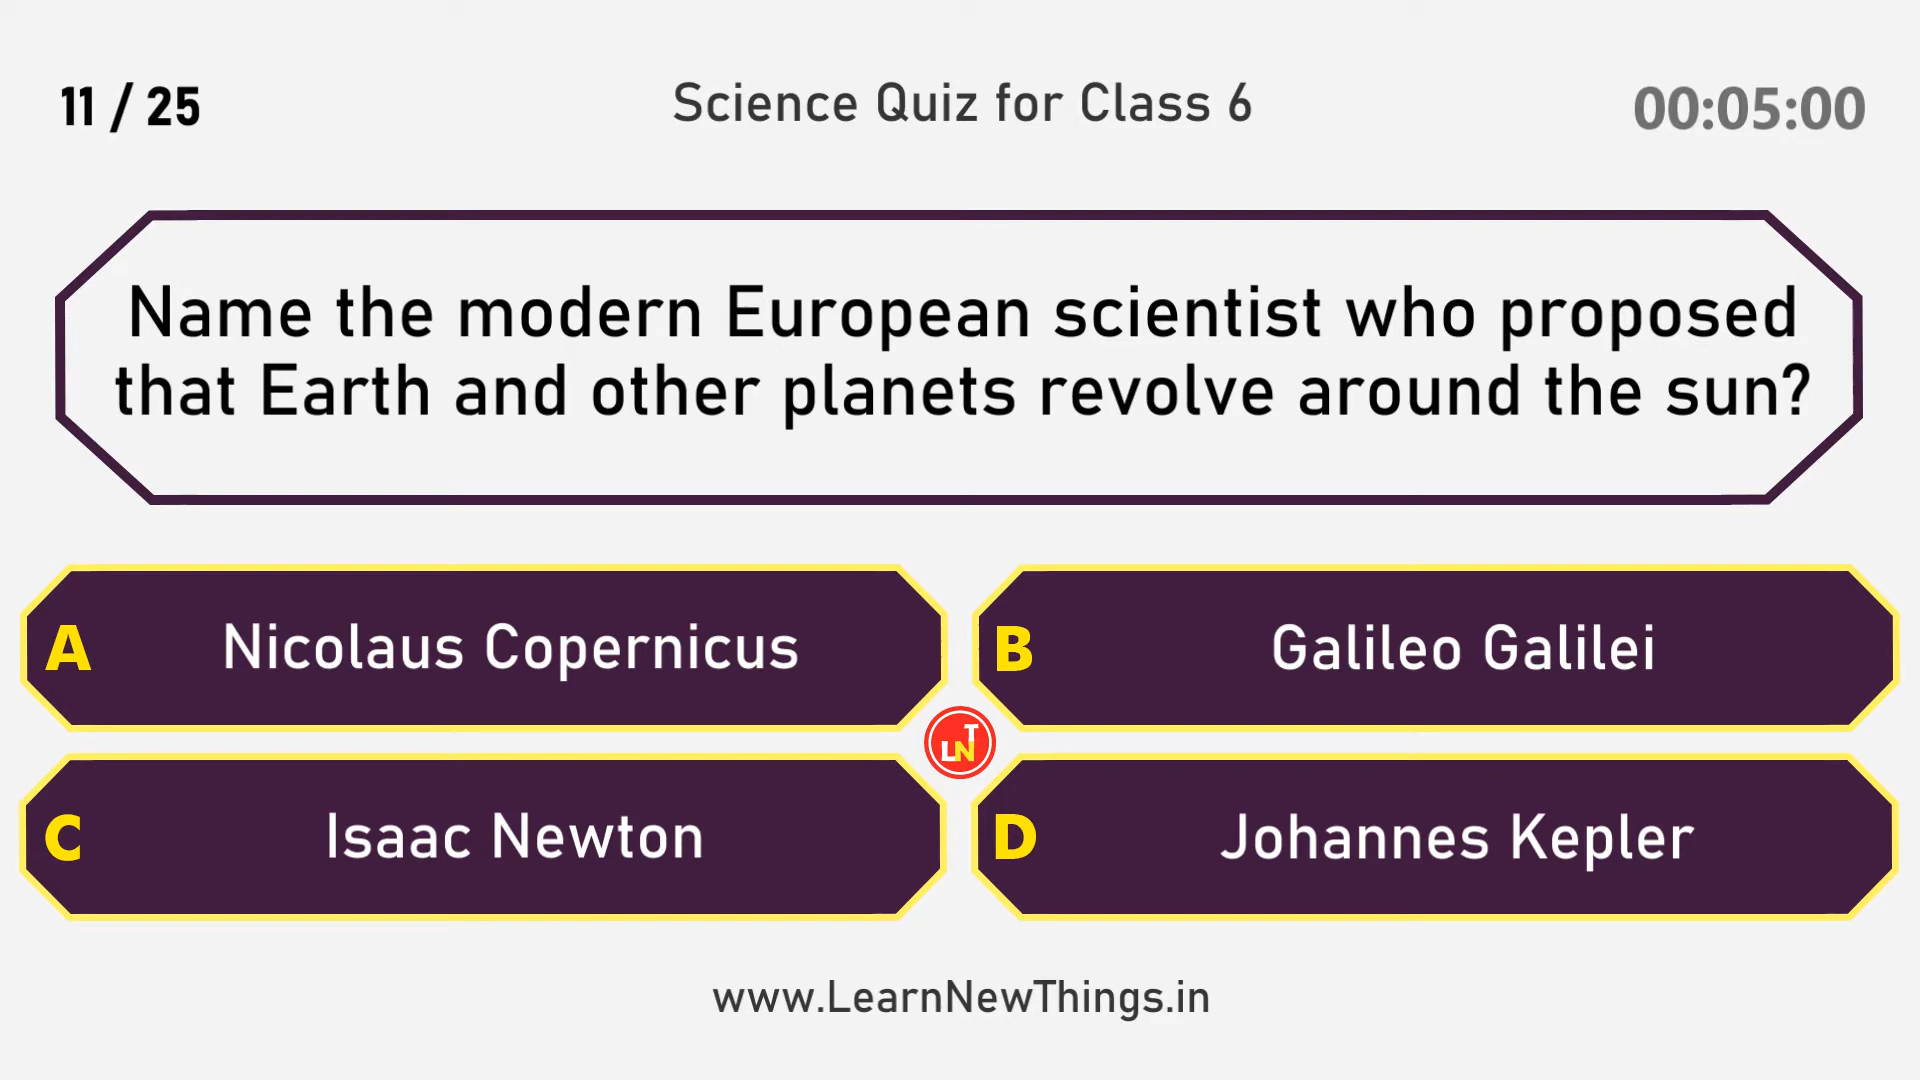 11 / 25
Science Quiz for Class 6
00:05:00
Name the modern European scientist who proposed
that Earth and other planets revolve around the sun?
A Nicolaus Copernicus
B Galileo Galilei
LNT
C Isaac Newton
D Johannes Kepler
www.LearnNewThings.in